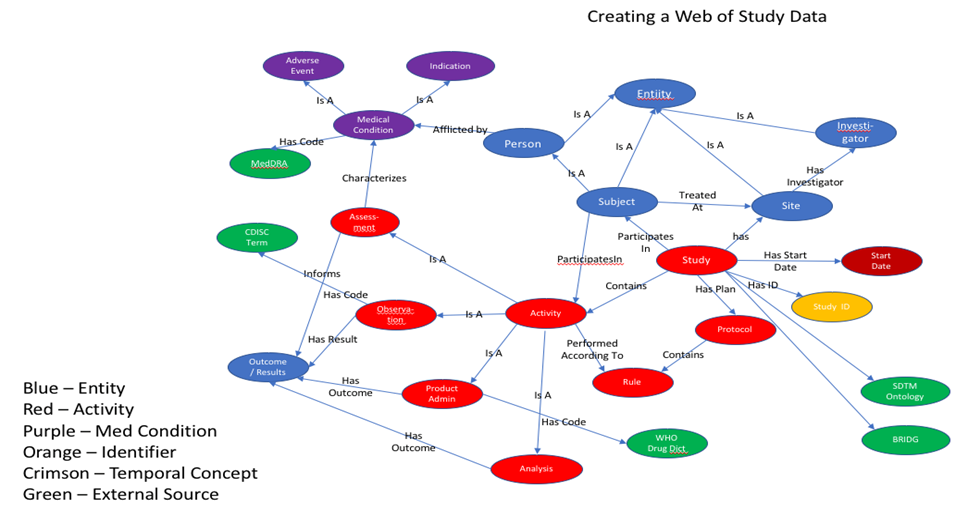 Creating a Web of Study Data
Adverse
Event
Indication
Is A
Is A
Medical
Condition
Afflicted by
Has Code
MedDRA
Characterizes
Entiity
Is A
Is A
Is A
Is A
Investi-
gator
Person
Is A
Has
Investigator
Subject
Treated
At
Site
Assess-
ment
CDISC
Term
Is A
Participates
In
has
ParticipatesIn
Study
Has Start
Date
Start
Date
Informs
Has Code
Contains
Has Plan
Has ID
Study ID
Observa-
tion
Is A
Activity
Protocol
Has Result
Is A
Performed
According To
Contains
Outcome
/ Results
Has
Outcome
Product
Admin
Is A
Rule
SDTM
Ontology
Has Code
WHO
Drug Dict.
BRIDG
Has
Outcome
Analysis
Blue – Entity
Red – Activity
Purple – Med Condition
Orange – Identifier
Crimson – Temporal Concept
Green – External Source